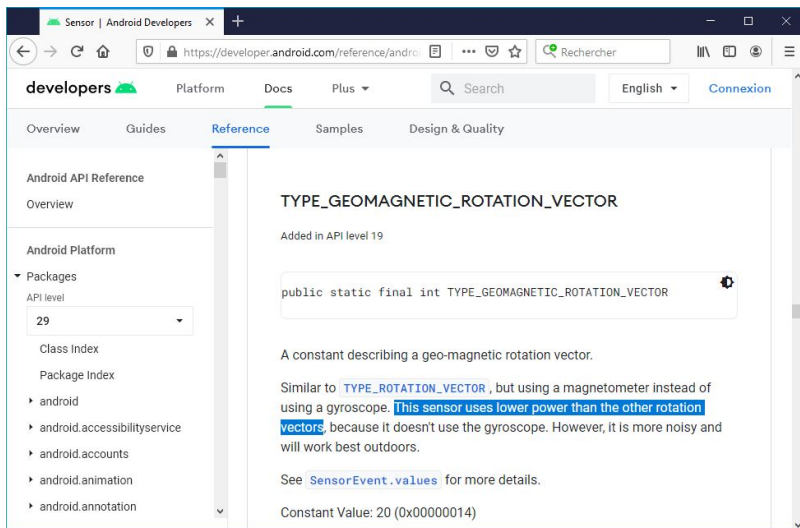 Sensor | Android Developers
https://developer.android.com/reference/andro
Rechercher
developers
Platform
Docs
Plus
Search
English
Connexion
Overview
Guides
Reference
Samples
Design & Quality
Android API Reference
Overview
Android Platform
Packages
API level
29
Class Index
Package Index
android
android.accessibilityservice
android.accounts
android.animation
android.annotation
TYPE_GEOMAGNETIC_ROTATION_VECTOR
Added in API level 19
public static final int TYPE_GEOMAGNETIC_ROTATION_VECTOR
A constant describing a geo-magnetic rotation vector.
Similar to TYPE_ROTATION_VECTOR , but using a magnetometer instead of
using a gyroscope. This sensor uses lower power than the other rotation
vectors, because it doesn't use the gyroscope. However, it is more noisy and
will work best outdoors.
See SensorEvent.values for more details.
Constant Value: 20 (0x00000014)